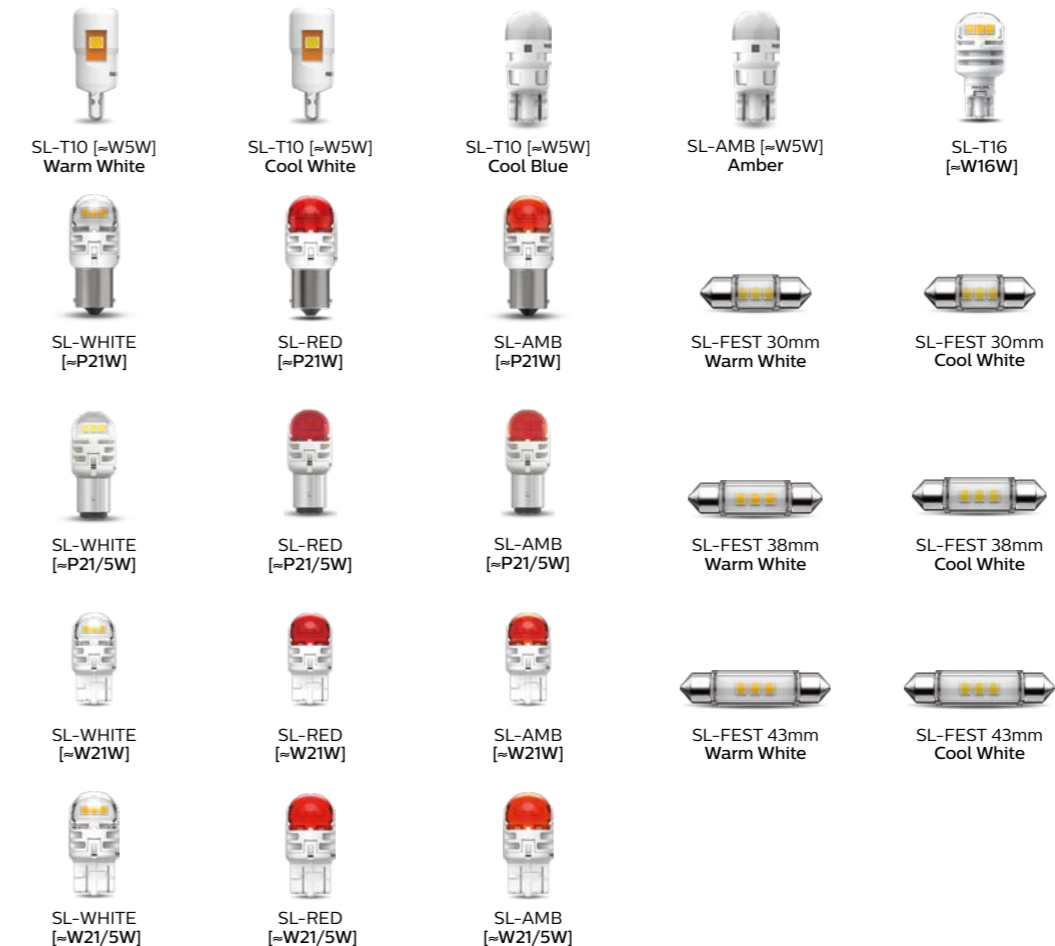 SL-T10 [≈W5W]
Warm White
SL-T10 [≈W5W]
Cool White
SL-T10 [≈W5W]
Cool Blue
SL-AMB [≈W5W]
Amber
SL-T16
[≈W16W]
SL-WHITE
[≈P21W]
SL-RED
[≈P21W]
SL-AMB
[≈P21W]
SL-FEST 30mm
Warm White
SL-FEST 30mm
Cool White
SL-WHITE
[≈P21/5W]
SL-RED
[≈P21/5W]
SL-AMB
[≈P21/5W]
SL-FEST 38mm
Warm White
SL-FEST 38mm
Cool White
SL-WHITE
[≈W21W]
SL-RED
[≈W21W]
SL-AMB
[≈W21W]
SL-FEST 43mm
Warm White
SL-FEST 43mm
Cool White
SL-WHITE
[≈W21/5W]
SL-RED
[≈W21/5W]
SL-AMB
[≈W21/5W]